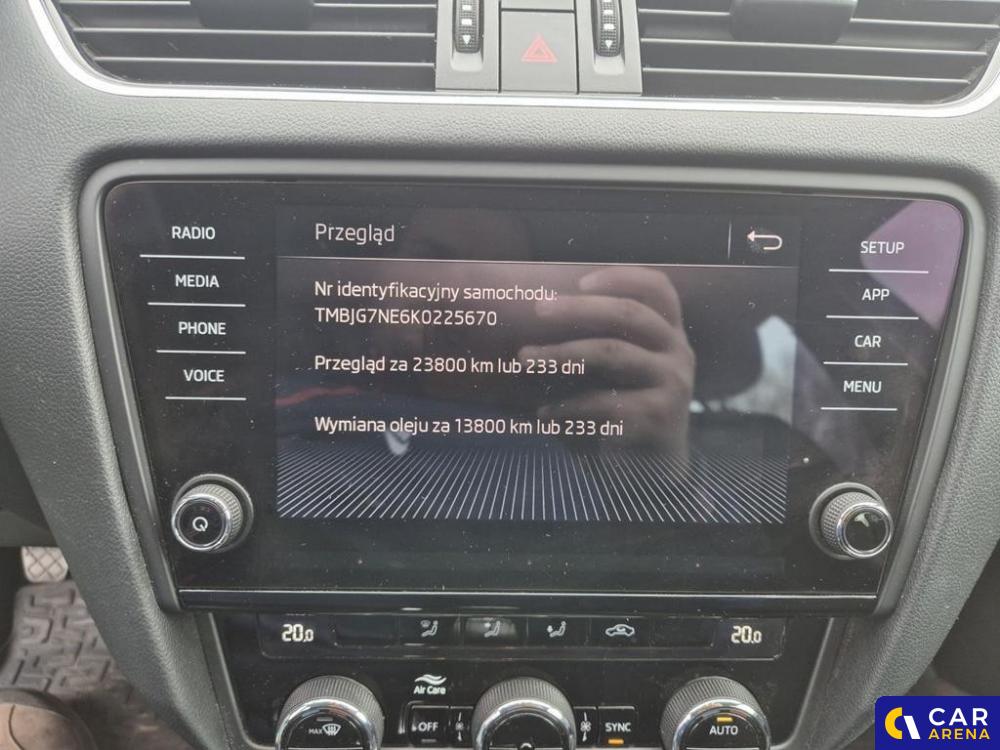 RADIO
MEDIA
PHONE
VOICE
Przegląd
Nr identyfikacyjny samochodu:
TMBJG7NE6K0225670
Przegląd za 23800 km lub 233 dni
Wymiana oleju za 13800 km lub 233 dni
SETUP
APP
CAR
MENU
20.0
20.0
Air Care
MAX
OFF
SYNC
AUTO
CAR
ARENA